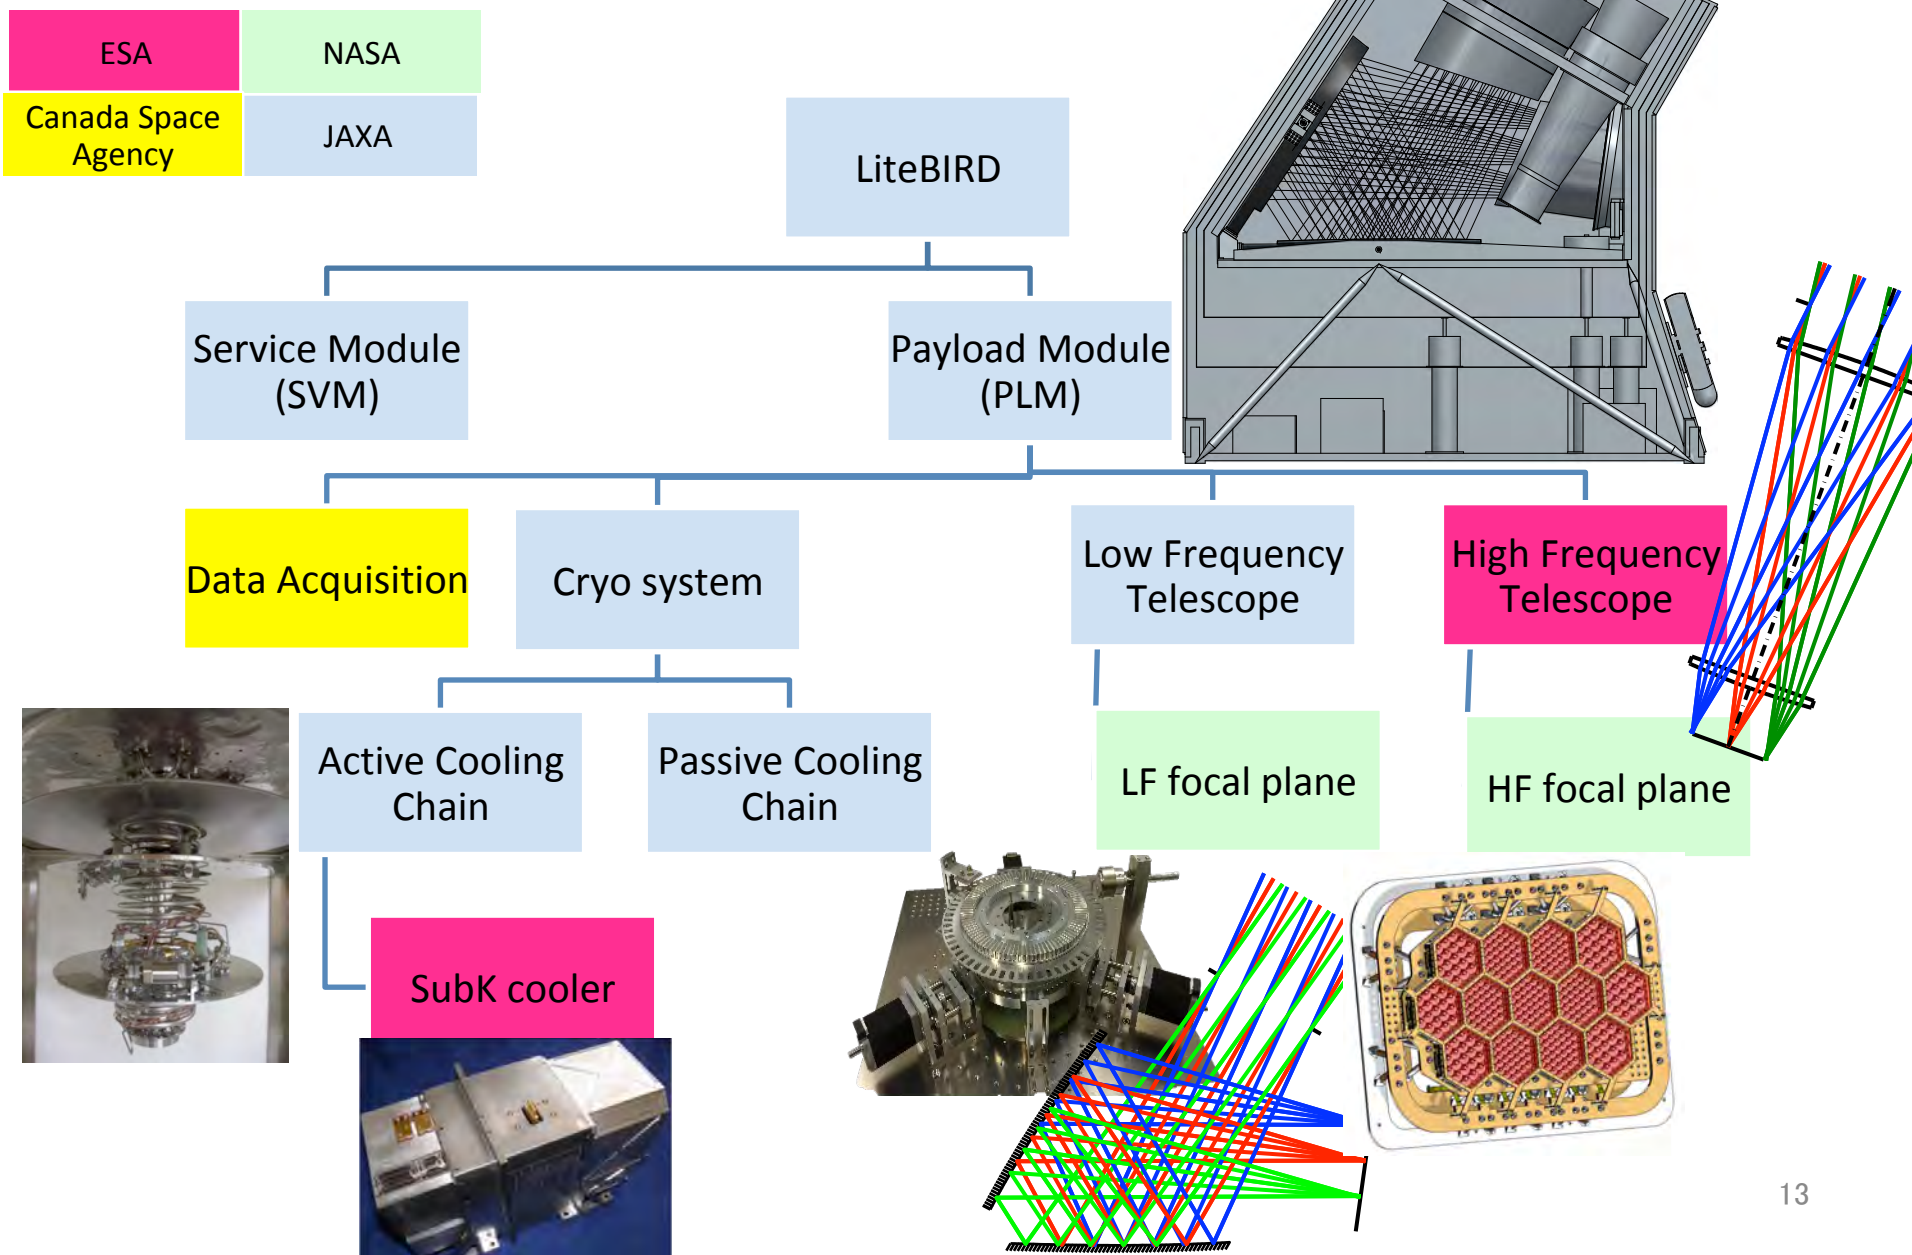 ESA
NASA
Canada Space
Agency
JAXA
LiteBIRD
Service Module
(SVM)
Payload Module
(PLM)
Data Acquisition
Cryo system
Low Frequency
Telescope
High Frequency
Telescope
Active Cooling
Chain
Passive Cooling
Chain
LF focal plane
HF focal plane
SubK cooler
13